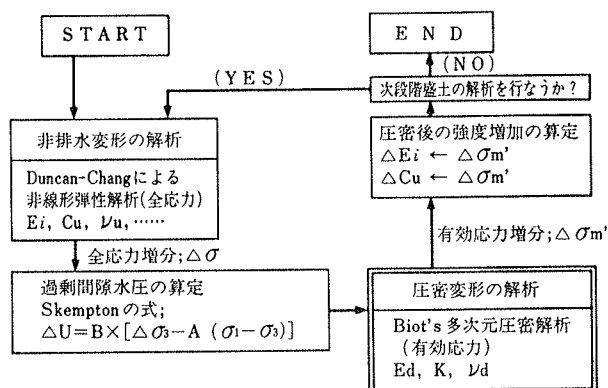 START
END
(NO)
(YES)
次段階盛土の解析を行なうか?
非排水変形の解析
Duncan-Changによる
非線形弾性解析(全応力)
Ei, Cu, νu, ……
全応力増分;△σ
過剰間隙水圧の算定
Skemptonの式;
△U=B×[△σ3-A (σ1-σ3)]
圧密変形の解析
Biot's 多次元圧密解析
(有効応力)
Ed, K, νd
有効応力増分;△σm'
圧密後の強度増加の算定
△Ei ← △σm'
△Cu ← △σm'